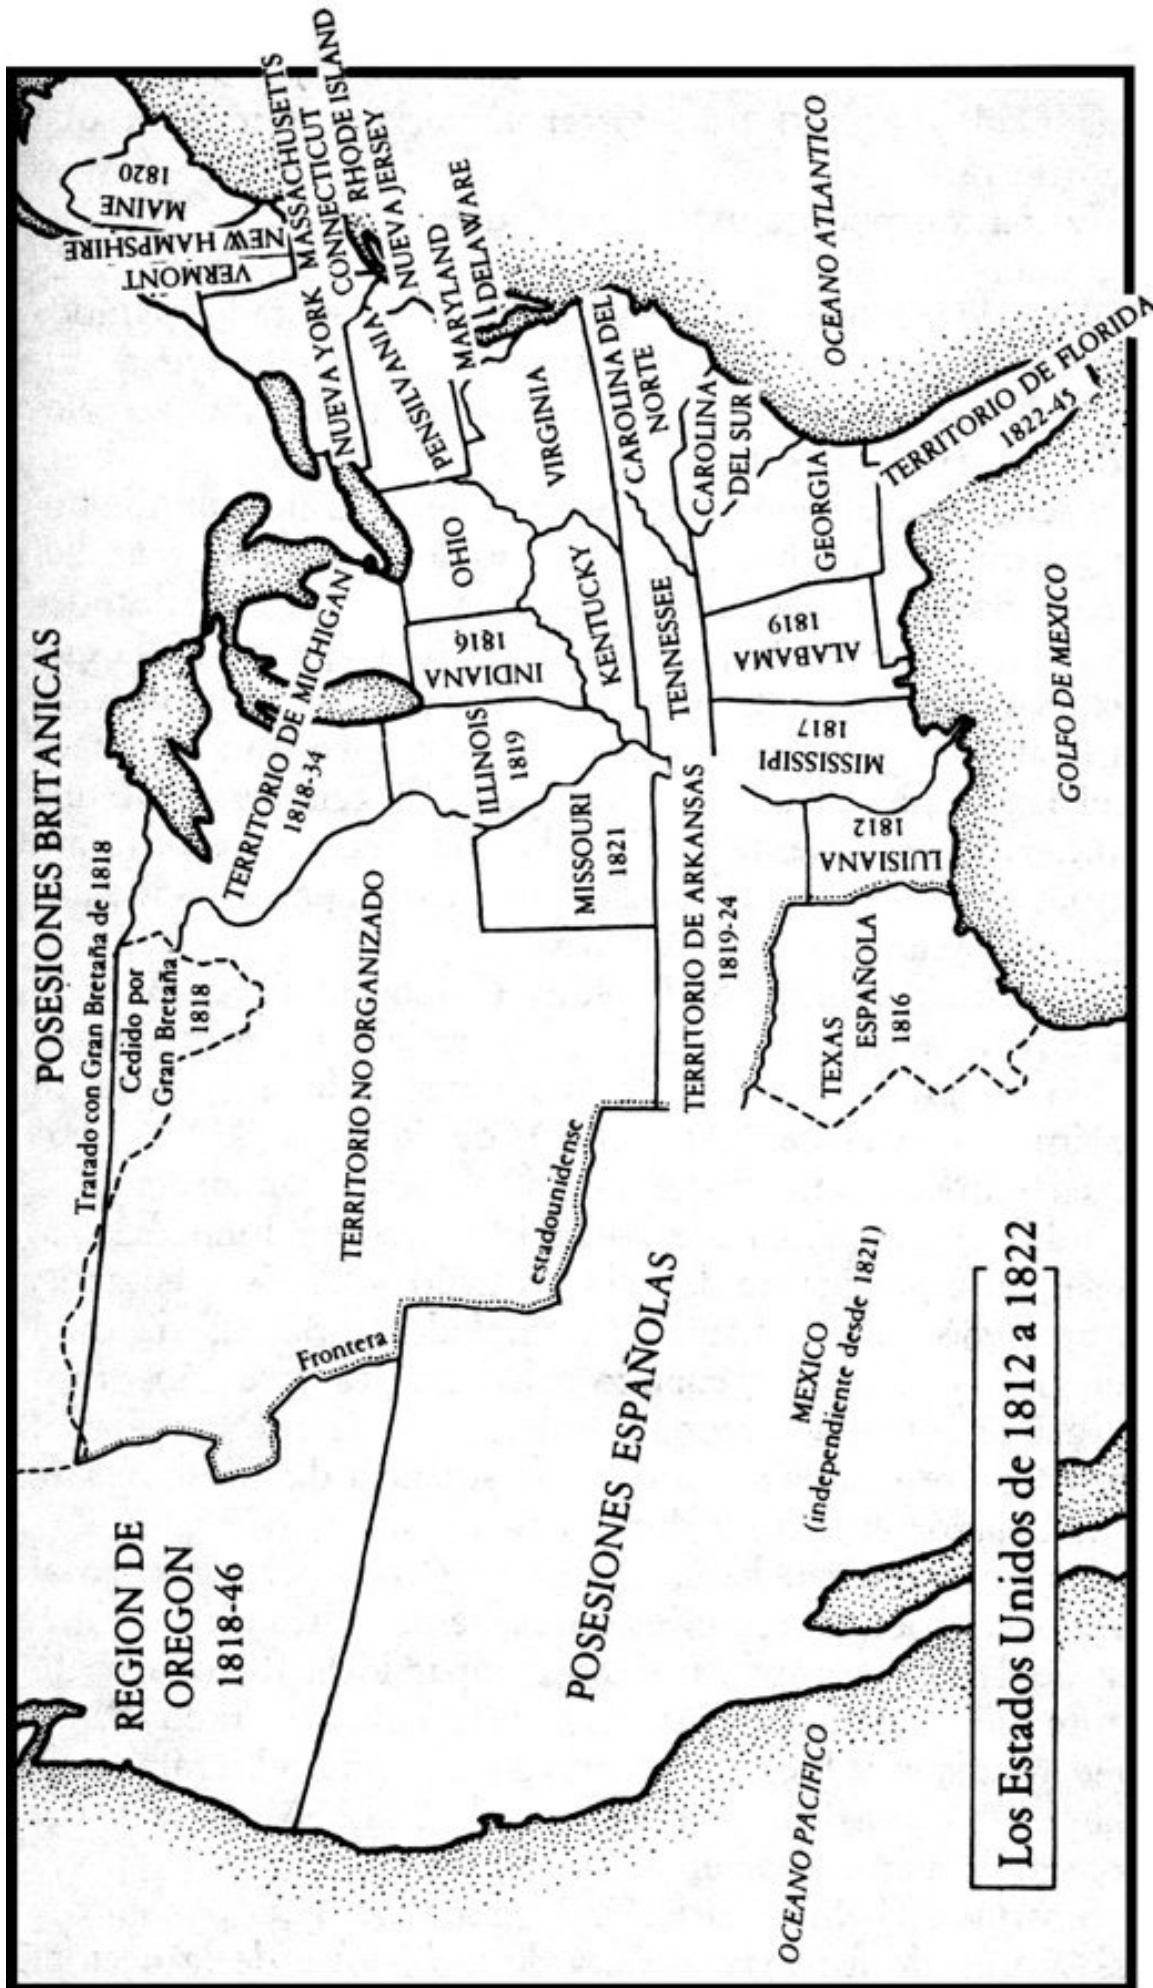 POSESIONES BRITANICAS
Tratado con Gran Bretaña de 1818
Cedido por
Gran Bretaña
1818
REGION DE
OREGON
1818-46
Frontera
estadounidense
TERRITORIO NO ORGANIZADO
TERRITORIO DE MICHIGAN
1818-34
MAINE
1820
NEW HAMPSHIRE
VERMONT
MASSACHUSETTS
NUEVA YORK
CONNECTICUT
RHODE ISLAND
NUEVA JERSEY
PENSILVANIA
MARYLAND
DELAWARE
OHIO
INDIANA
1816
ILLINOIS
1819
VIRGINIA
KENTUCKY
MISSOURI
1821
CAROLINA DEL
NORTE
TENNESSEE
CAROLINA
DEL SUR
TERRITORIO DE ARKANSAS
1819-24
GEORGIA
ALABAMA
1819
MISSISSIPI
1817
LUISIANA
1812
TERRITORIO DE FLORIDA
1822-45
TEXAS
ESPAÑOLA
1816
POSESIONES ESPAÑOLAS
MEXICO
(independiente desde 1821)
OCEANO ATLANTICO
GOLFO DE MEXICO
OCEANO PACIFICO
Los Estados Unidos de 1812 a 1822